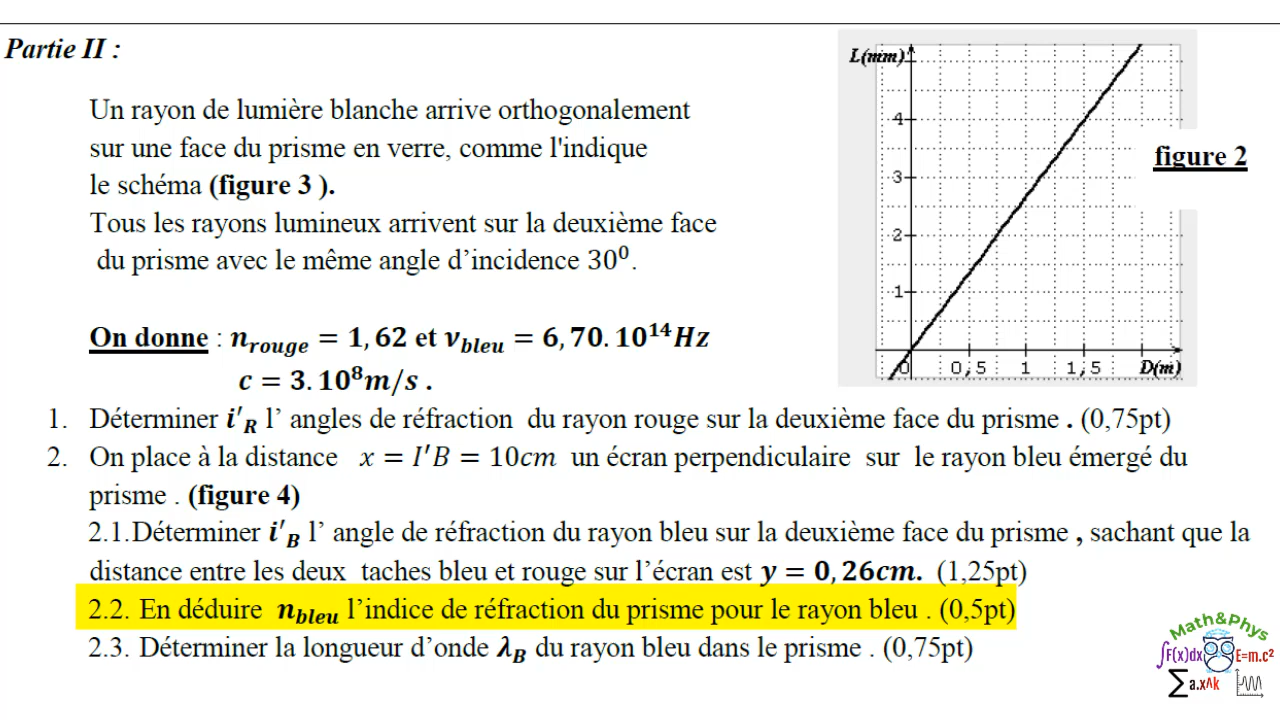 Partie II :
Un rayon de lumière blanche arrive orthogonalement
sur une face du prisme en verre, comme l'indique
le schéma (figure 3 ).
Tous les rayons lumineux arrivent sur la deuxième face
du prisme avec le même angle d’incidence 30⁰.
On donne : n_rouge = 1,62 et ν_bleu = 6,70.10¹⁴Hz
c = 3.10⁸m/s .
L(mm)
4
3
2
1
0 0,5 1 1,5 D(m)
figure 2
1. Déterminer i'_R l’ angles de réfraction du rayon rouge sur la deuxième face du prisme . (0,75pt)
2. On place à la distance x = I'B = 10cm un écran perpendiculaire sur le rayon bleu émergé du
prisme . (figure 4)
2.1.Déterminer i'_B l’ angle de réfraction du rayon bleu sur la deuxième face du prisme , sachant que la
distance entre les deux taches bleu et rouge sur l’écran est y = 0,26cm. (1,25pt)
2.2. En déduire n_bleu l’indice de réfraction du prisme pour le rayon bleu . (0,5pt)
2.3. Déterminer la longueur d’onde λ_B du rayon bleu dans le prisme . (0,75pt)
Math&Phys
∫F(x)dx E=m.c²
∑ a.x∧k